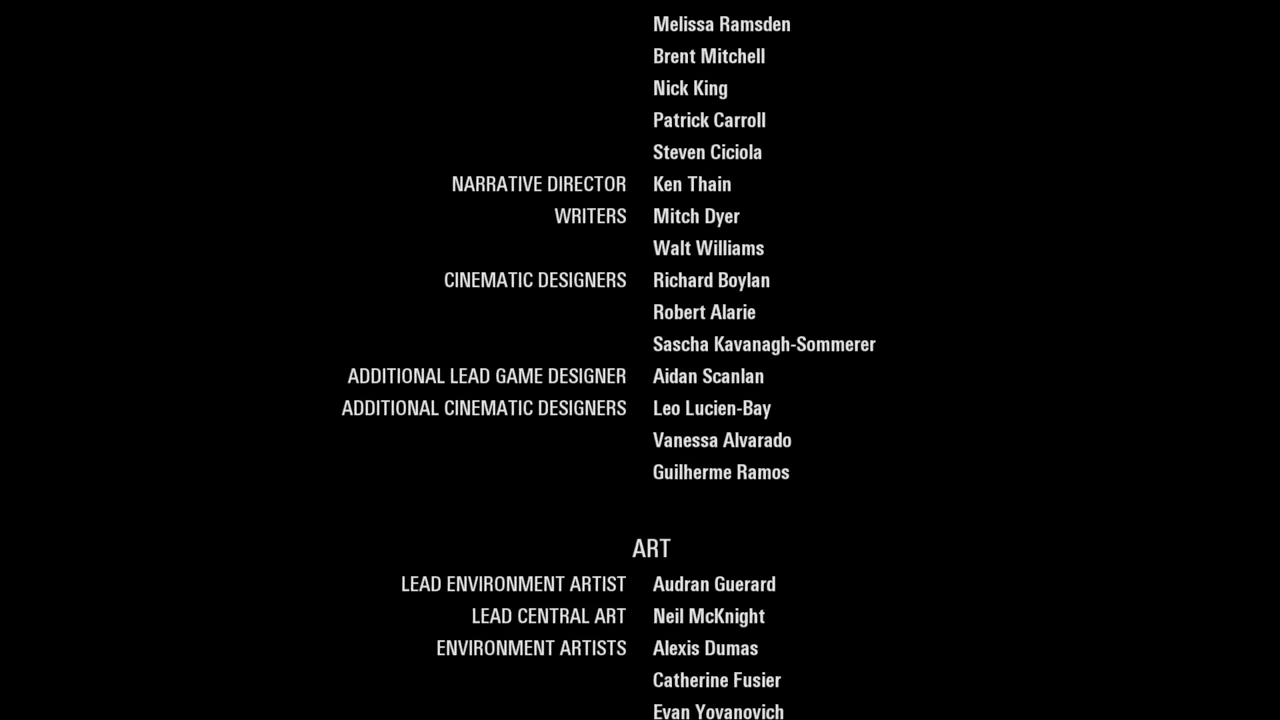 Melissa Ramsden
Brent Mitchell
Nick King
Patrick Carroll
Steven Ciciola
NARRATIVE DIRECTOR Ken Thain
WRITERS Mitch Dyer
Walt Williams
CINEMATIC DESIGNERS Richard Boylan
Robert Alarie
Sascha Kavanagh-Sommerer
ADDITIONAL LEAD GAME DESIGNER Aidan Scanlan
ADDITIONAL CINEMATIC DESIGNERS Leo Lucien-Bay
Vanessa Alvarado
Guilherme Ramos
ART
LEAD ENVIRONMENT ARTIST Audran Guerard
LEAD CENTRAL ART Neil McKnight
ENVIRONMENT ARTISTS Alexis Dumas
Catherine Fusier
Evan Yovanovich